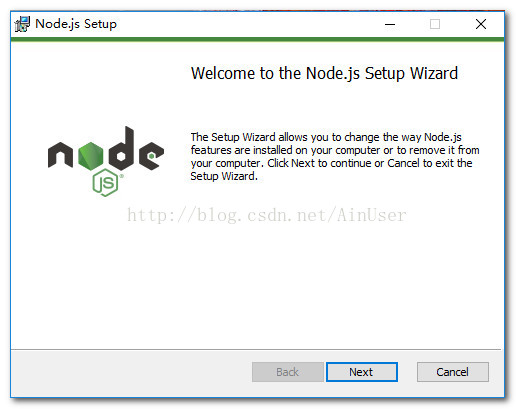 Node.js Setup
Welcome to the Node.js Setup Wizard
The Setup Wizard allows you to change the way Node.js
features are installed on your computer or to remove it from
your computer. Click Next to continue or Cancel to exit the
Setup Wizard.
node
JS
http://blog.csdn.net/AinUser
Back
Next
Cancel